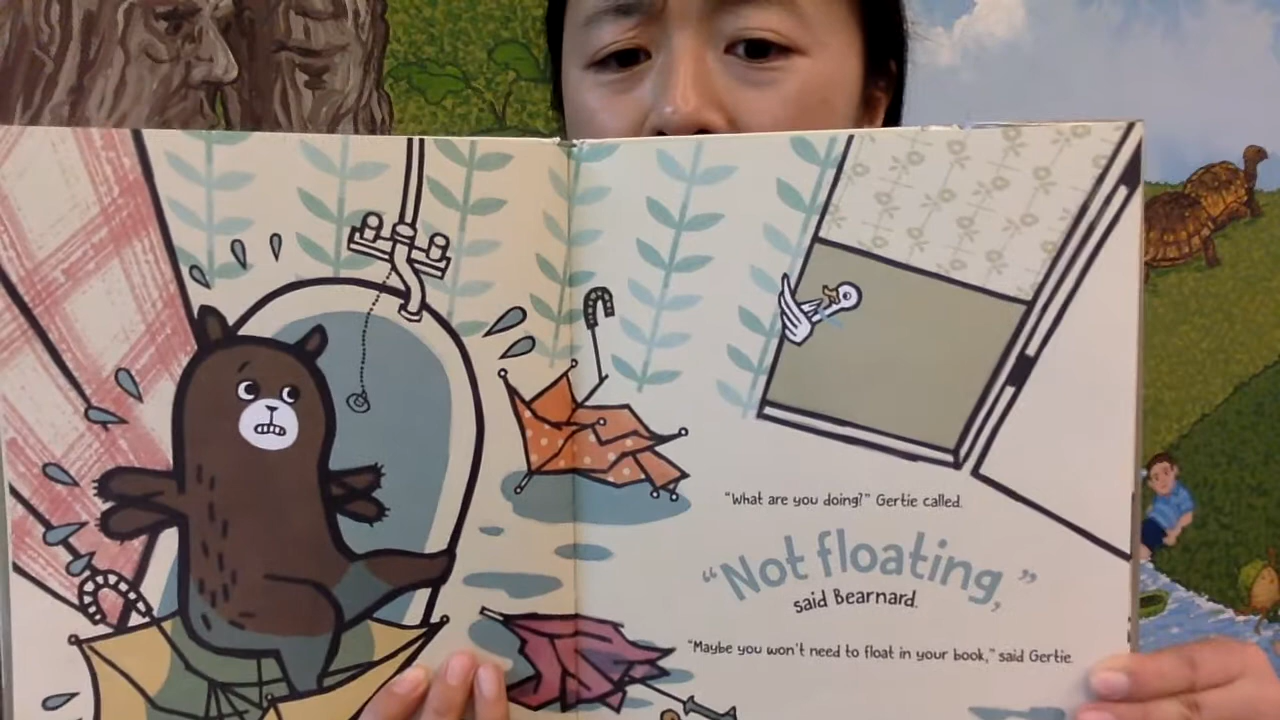 “What are you doing?” Gertie called.
“Not floating,”
said Bearnard.
“Maybe you won’t need to float in your book,” said Gertie.